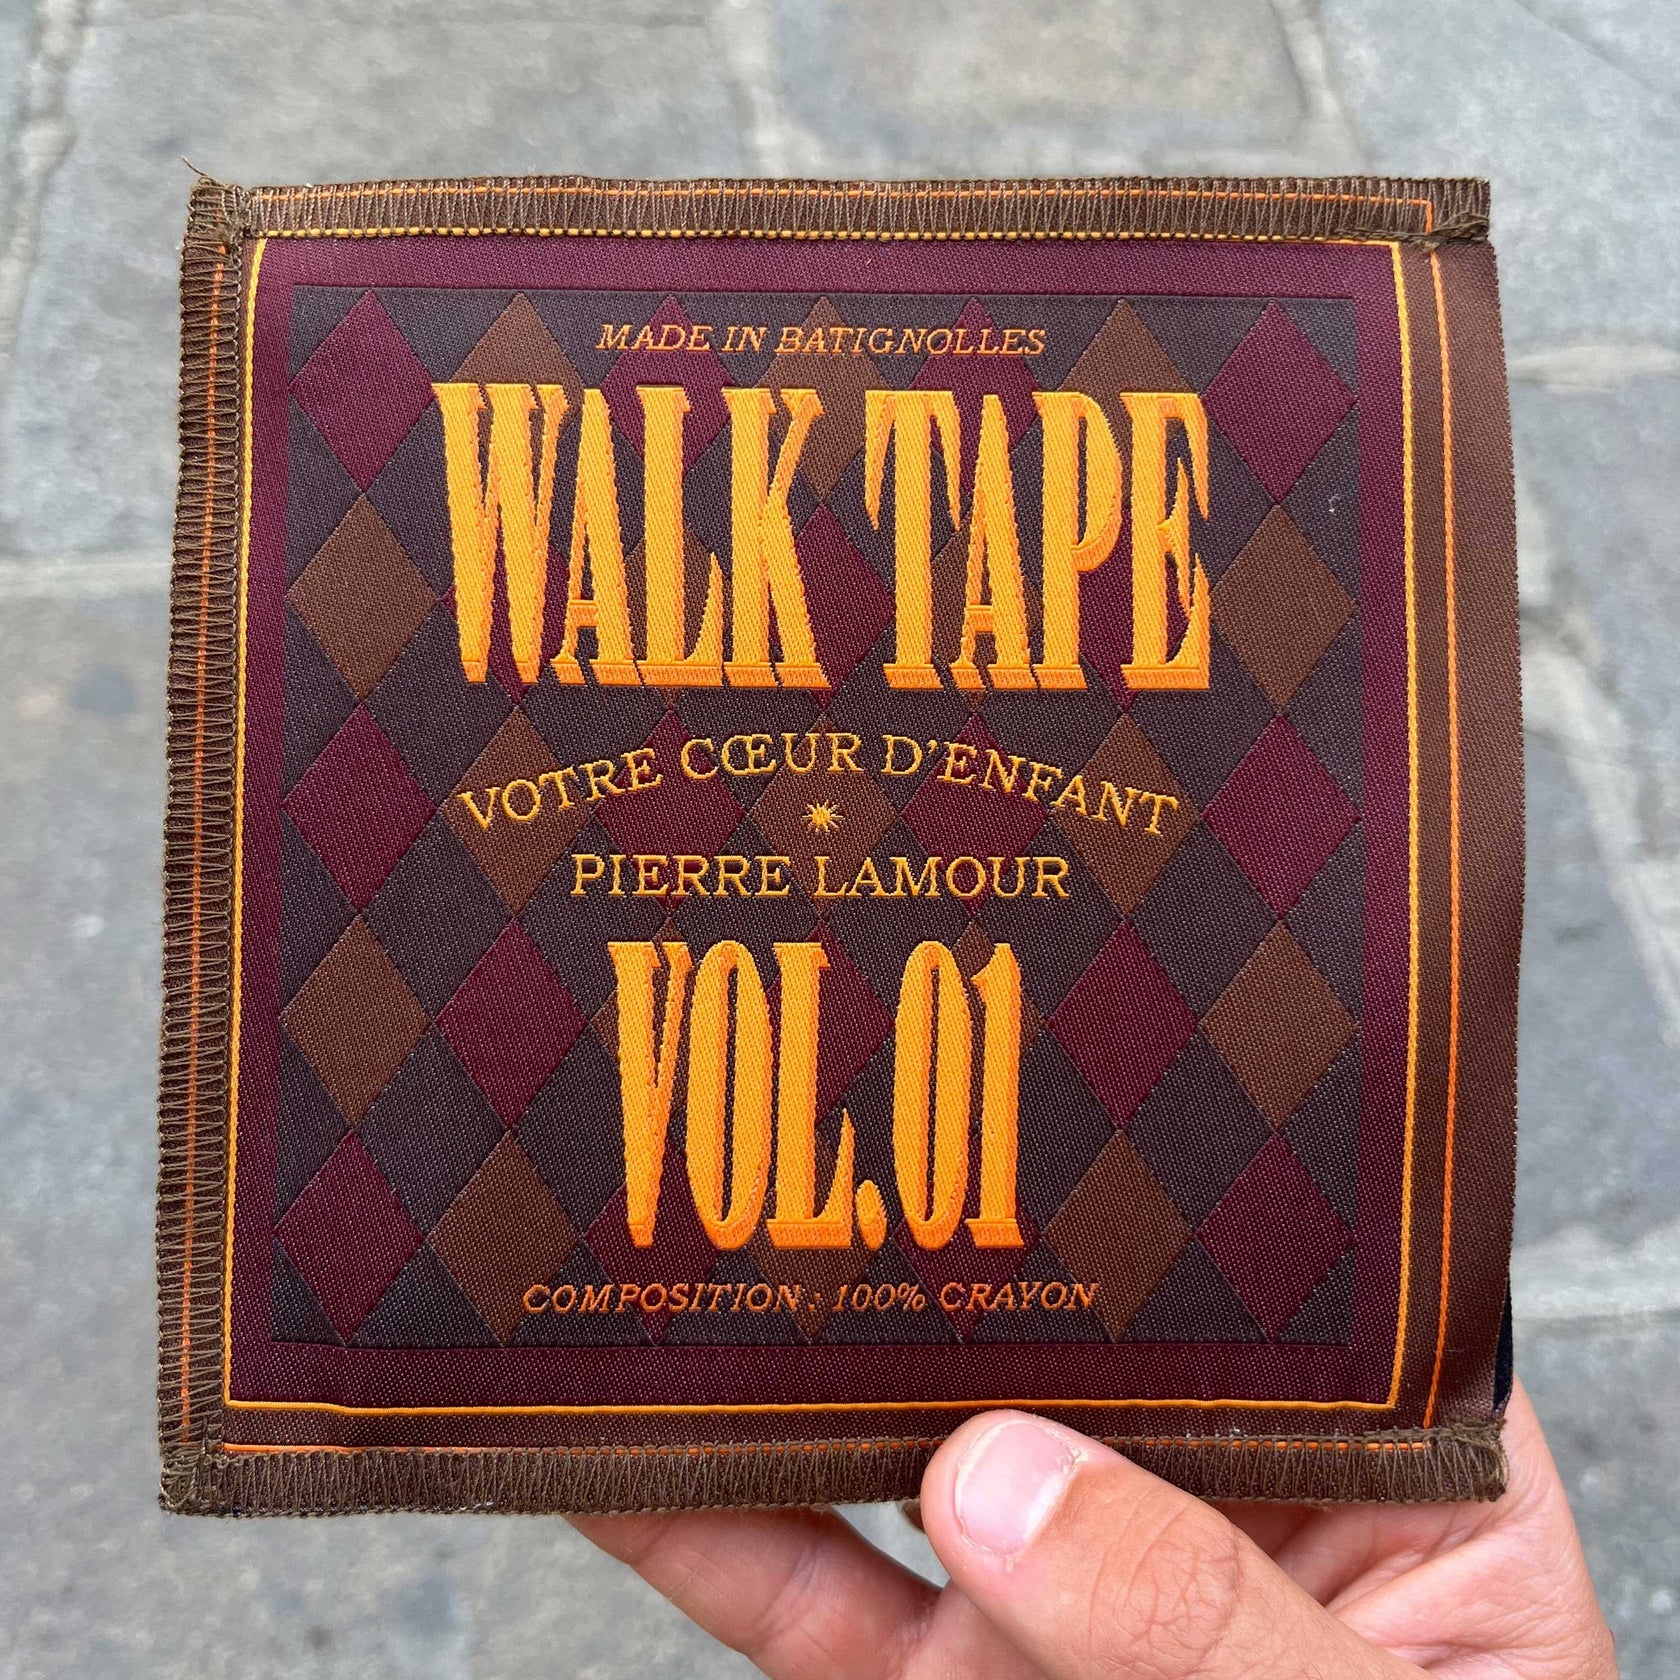 MADE IN BATIGNOLLES
WALK TAPE
VOTRE CŒUR D'ENFANT
PIERRE LAMOUR
VOL.01
COMPOSITION: 100% CRAYON